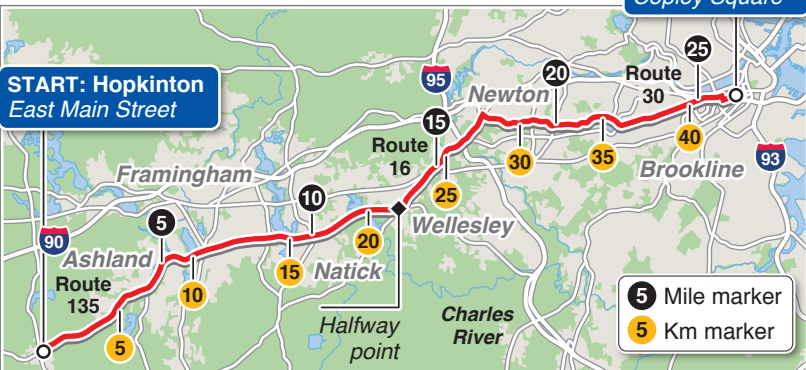 Copley Square
START: Hopkinton
East Main Street
95
Newton
20
Route
30
25
15
Route
16
30
35
40
Brookline
93
25
Framingham
10
Wellesley
5
90
Ashland
Route
135
20
15
Natick
10
5
Halfway
point
Charles
River
5 Mile marker
5 Km marker